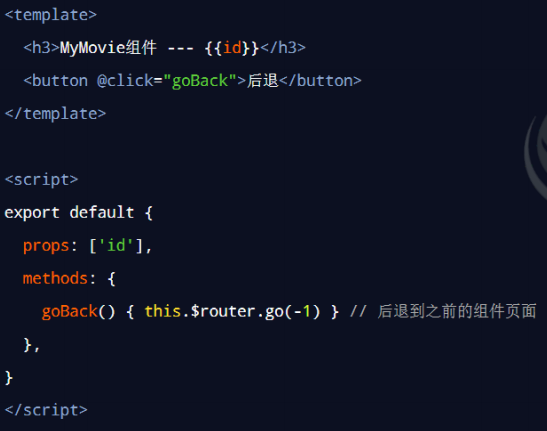 <template>
  <h3>MyMovie组件 --- {{id}}</h3>
  <button @click="goBack">后退</button>
</template>

<script>
export default {
  props: ['id'],
  methods: {
    goBack() { this.$router.go(-1) } // 后退到之前的组件页面
  },
}
</script>